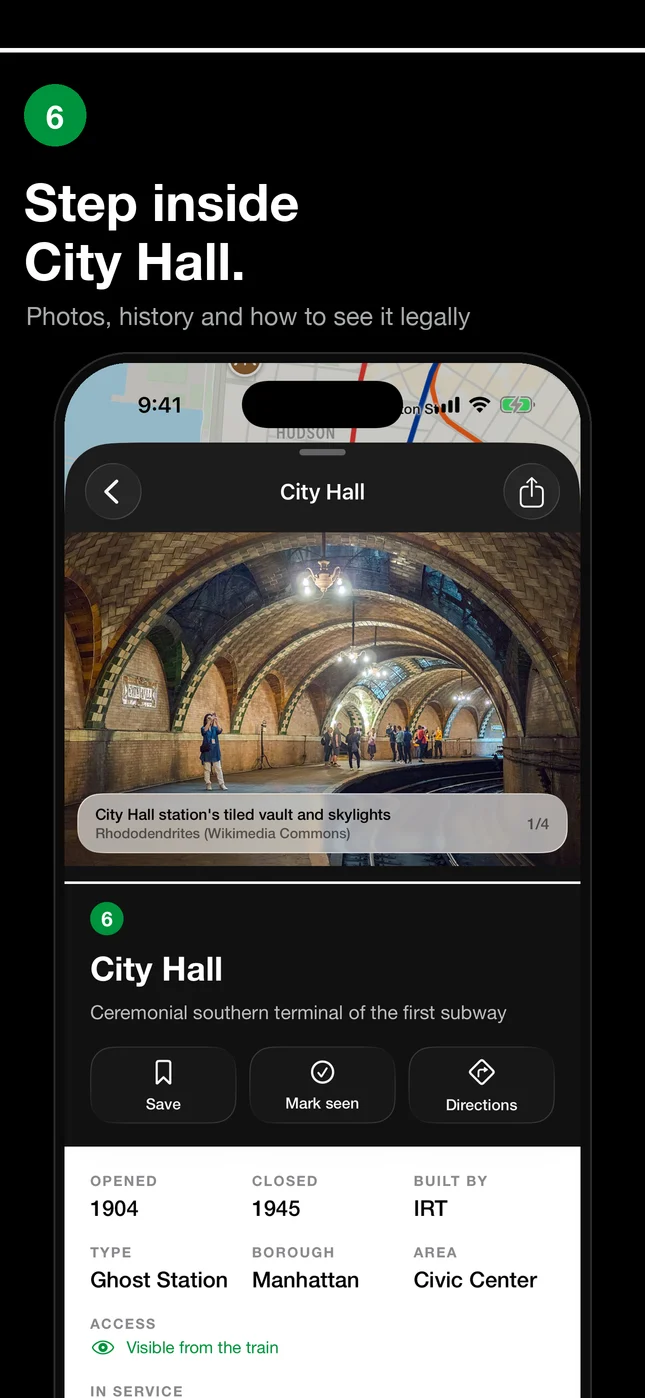 6
Step inside
City Hall.
Photos, history and how to see it legally
9:41
HUDSON
City Hall
City Hall station's tiled vault and skylights
Rhododendrites (Wikimedia Commons)
1/4
6
City Hall
Ceremonial southern terminal of the first subway
Save
Mark seen
Directions
OPENED
CLOSED
BUILT BY
1904
1945
IRT
TYPE
BOROUGH
AREA
Ghost Station
Manhattan
Civic Center
ACCESS
Visible from the train
IN SERVICE